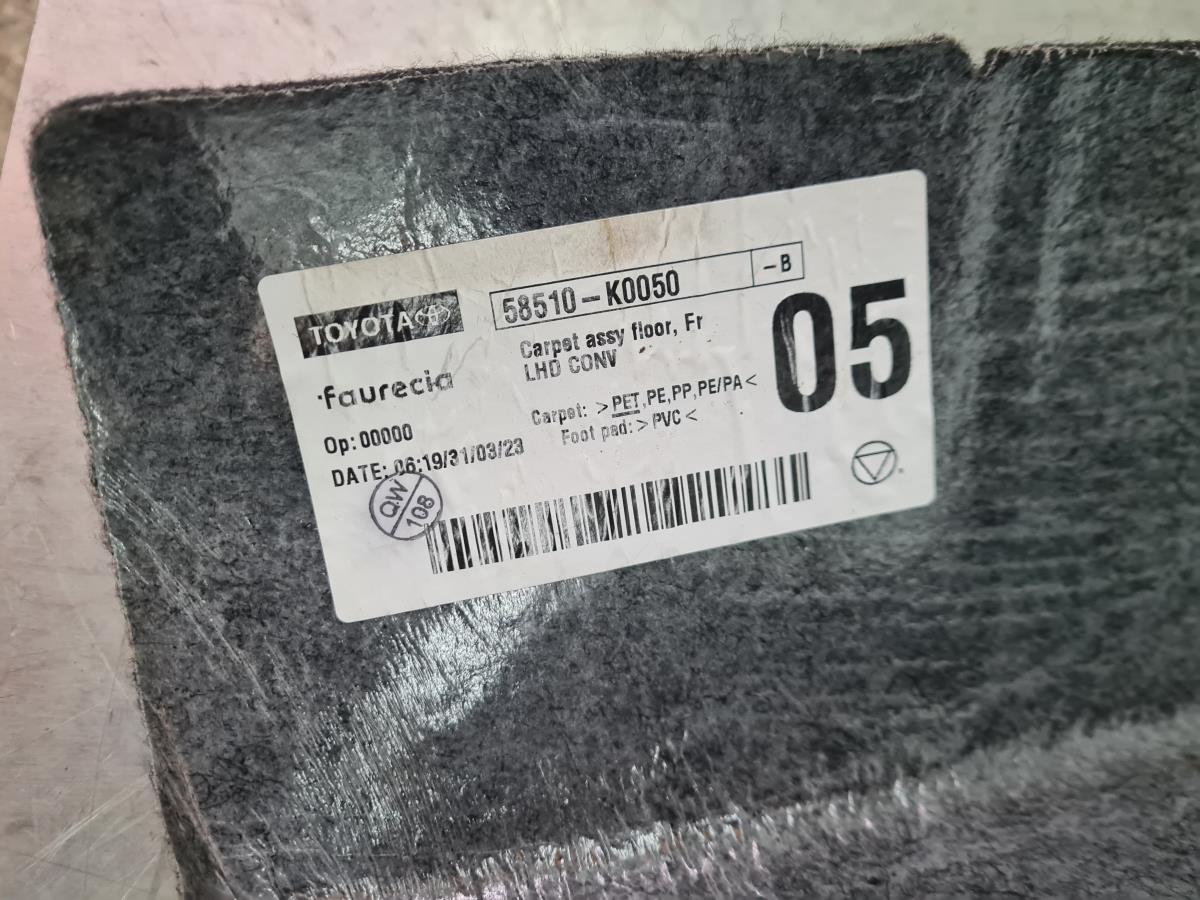 TOYOTA
58510-K0050 -B
Carpet assy floor, Fr
LHD CONV
05
faurecia
Carpet: >PET,PE,PP,PE/PA<
Foot pad: >PVC<
Op:00000
DATE: 06:19/31/03/23
QW
108